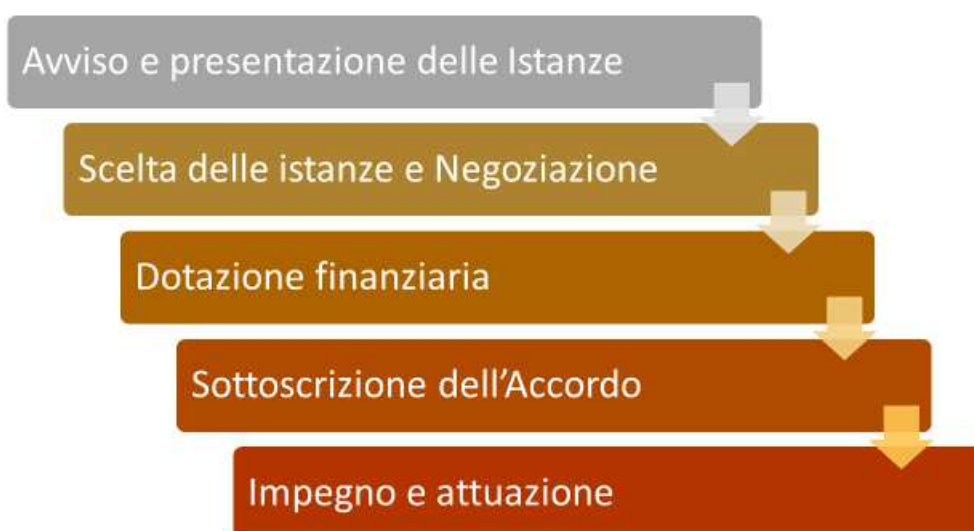 Avviso e presentazione delle Istanze
Scelta delle istanze e Negoziazione
Dotazione finanziaria
Sottoscrizione dell'Accordo
Impegno e attuazione